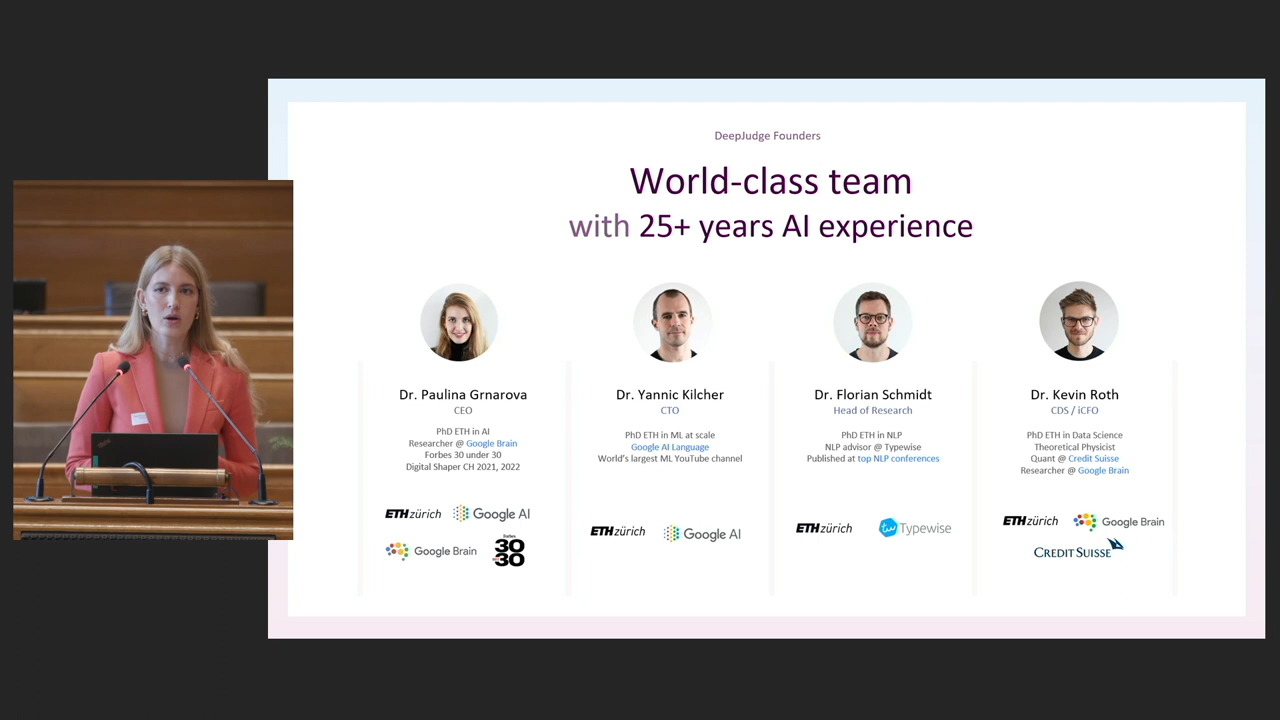 DeepJudge Founders
World-class team
with 25+ years AI experience
Dr. Paulina Grnarova
CEO
PhD ETH in AI
Researcher @ Google Brain
Forbes 30 under 30
Digital Shaper CH 2021, 2022
ETH zürich Google AI
Google Brain Forbes 30 30
Dr. Yannic Kilcher
CTO
PhD ETH in ML at scale
Google AI Language
World's largest ML YouTube channel
ETH zürich Google AI
Dr. Florian Schmidt
Head of Research
PhD ETH in NLP
NLP advisor @ Typewise
Published at top NLP conferences
ETH zürich tw Typewise
Dr. Kevin Roth
CDS / iCFO
PhD ETH in Data Science
Theoretical Physicist
Quant @ Credit Suisse
Researcher @ Google Brain
ETH zürich Google Brain
CREDIT SUISSE